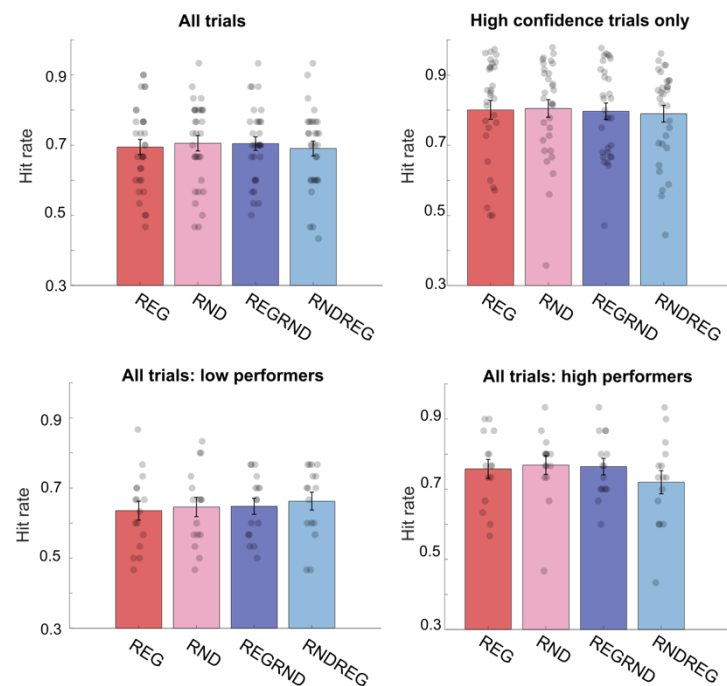 All trials
Hit rate
0.9
0.7
0.5
0.3
REG
RND
REGRND
RNDREG
High confidence trials only
Hit rate
0.9
0.7
0.5
0.3
REG
RND
REGRND
RNDREG
All trials: low performers
Hit rate
0.9
0.7
0.5
0.3
REG
RND
REGRND
RNDREG
All trials: high performers
Hit rate
0.9
0.7
0.5
0.3
REG
RND
REGRND
RNDREG